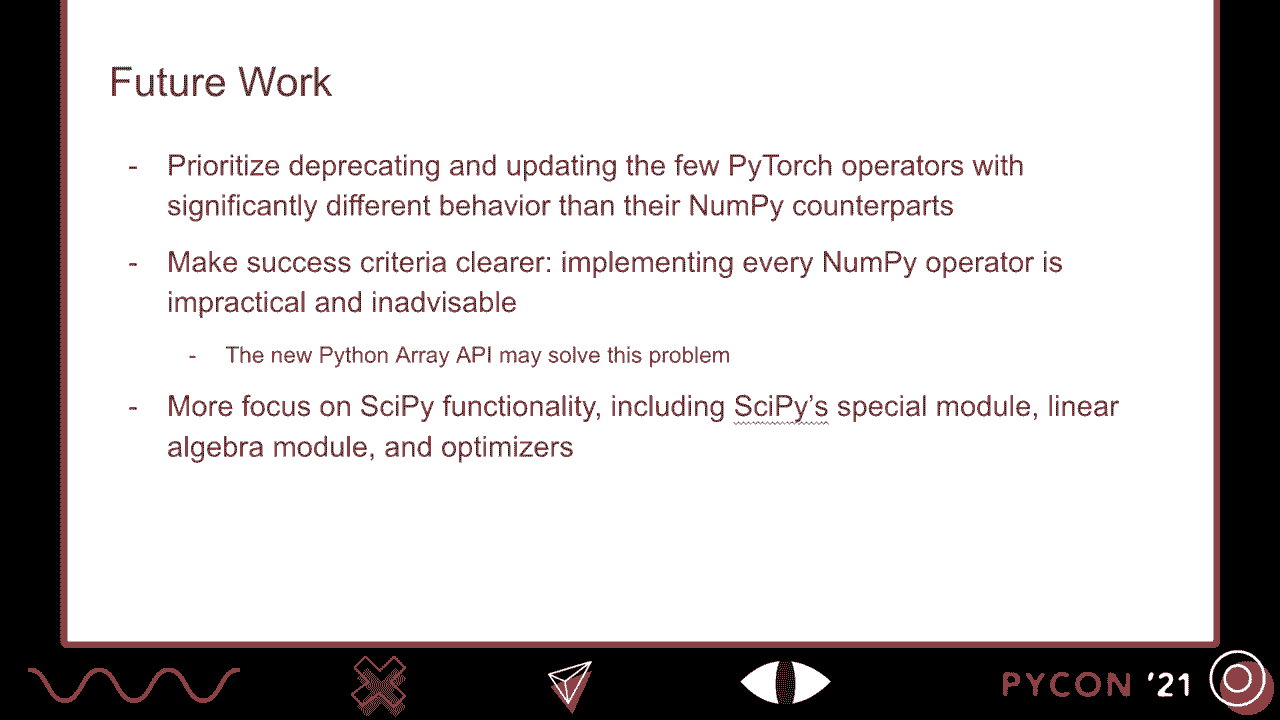 Future Work
- Prioritize deprecating and updating the few PyTorch operators with
significantly different behavior than their NumPy counterparts
- Make success criteria clearer: implementing every NumPy operator is
impractical and inadvisable
- The new Python Array API may solve this problem
- More focus on SciPy functionality, including SciPy’s special module, linear
algebra module, and optimizers
PYCON ’21